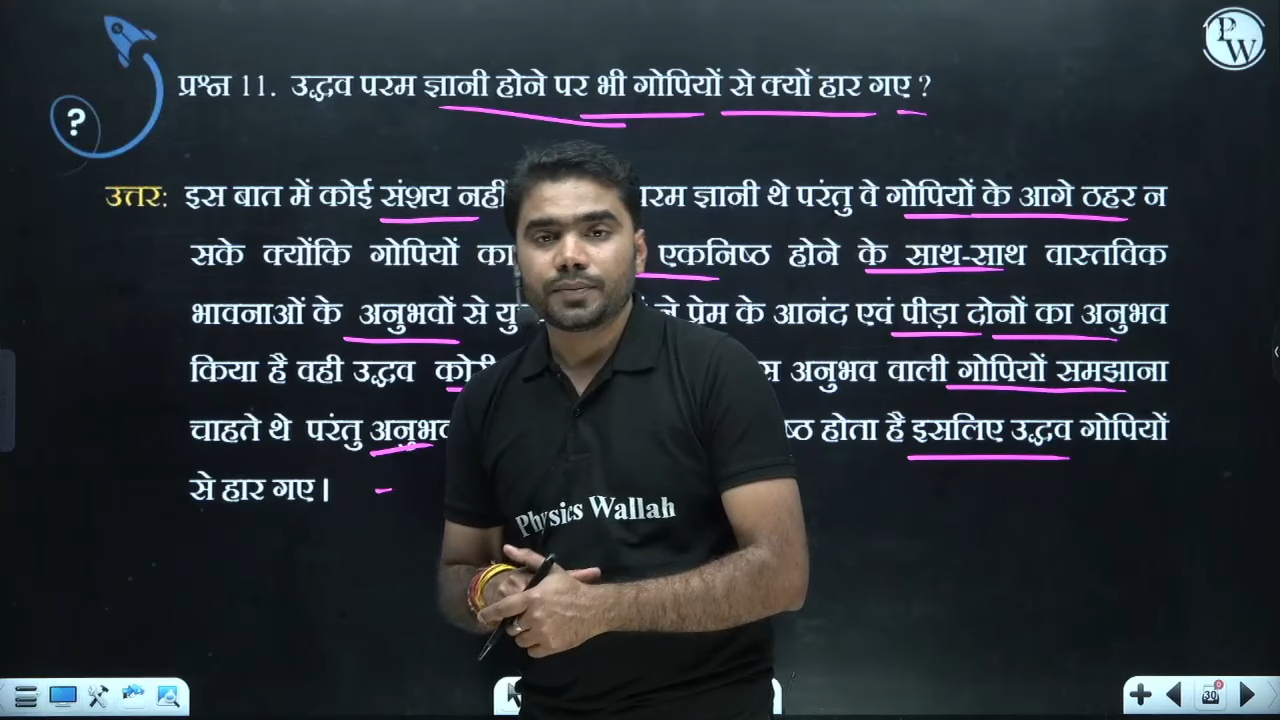 PW
?
प्रश्न 11. उद्धव परम ज्ञानी होने पर भी गोपियों से क्यों हार गए ?
उत्तर: इस बात में कोई संशय नहीं परम ज्ञानी थे परंतु वे गोपियों के आगे ठहर न
सके क्योंकि गोपियों का एकनिष्ठ होने के साथ-साथ वास्तविक
भावनाओं के अनुभवों से ने प्रेम के आनंद एवं पीड़ा दोनों का अनुभव
किया है वही उद्धव अनुभव वाली गोपियों समझाना
चाहते थे परंतु होता है इसलिए उद्धव गोपियों
से हार गए।
Physics Wallah
30